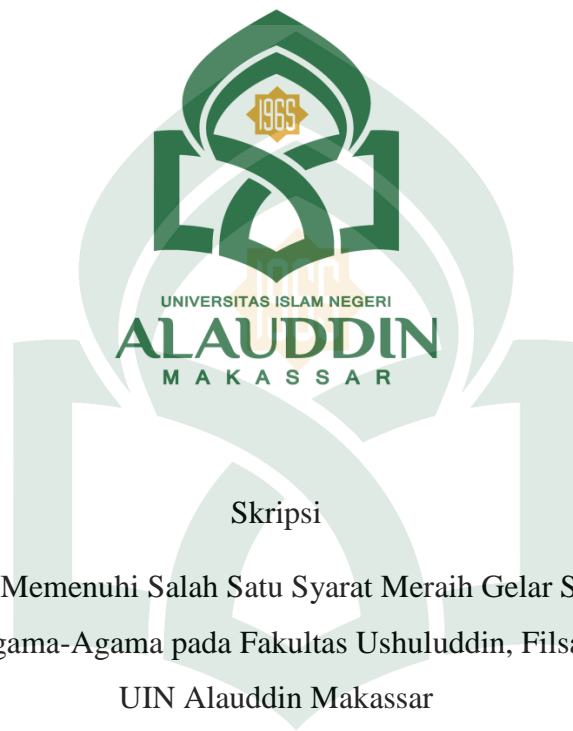 1965
UNIVERSITAS ISLAM NEGERI
ALAUDDIN
MAKASSAR
Skripsi
Memenuhi Salah Satu Syarat Meraih Gelar S
gama-Agama pada Fakultas Ushuluddin, Filsa
UIN Alauddin Makassar